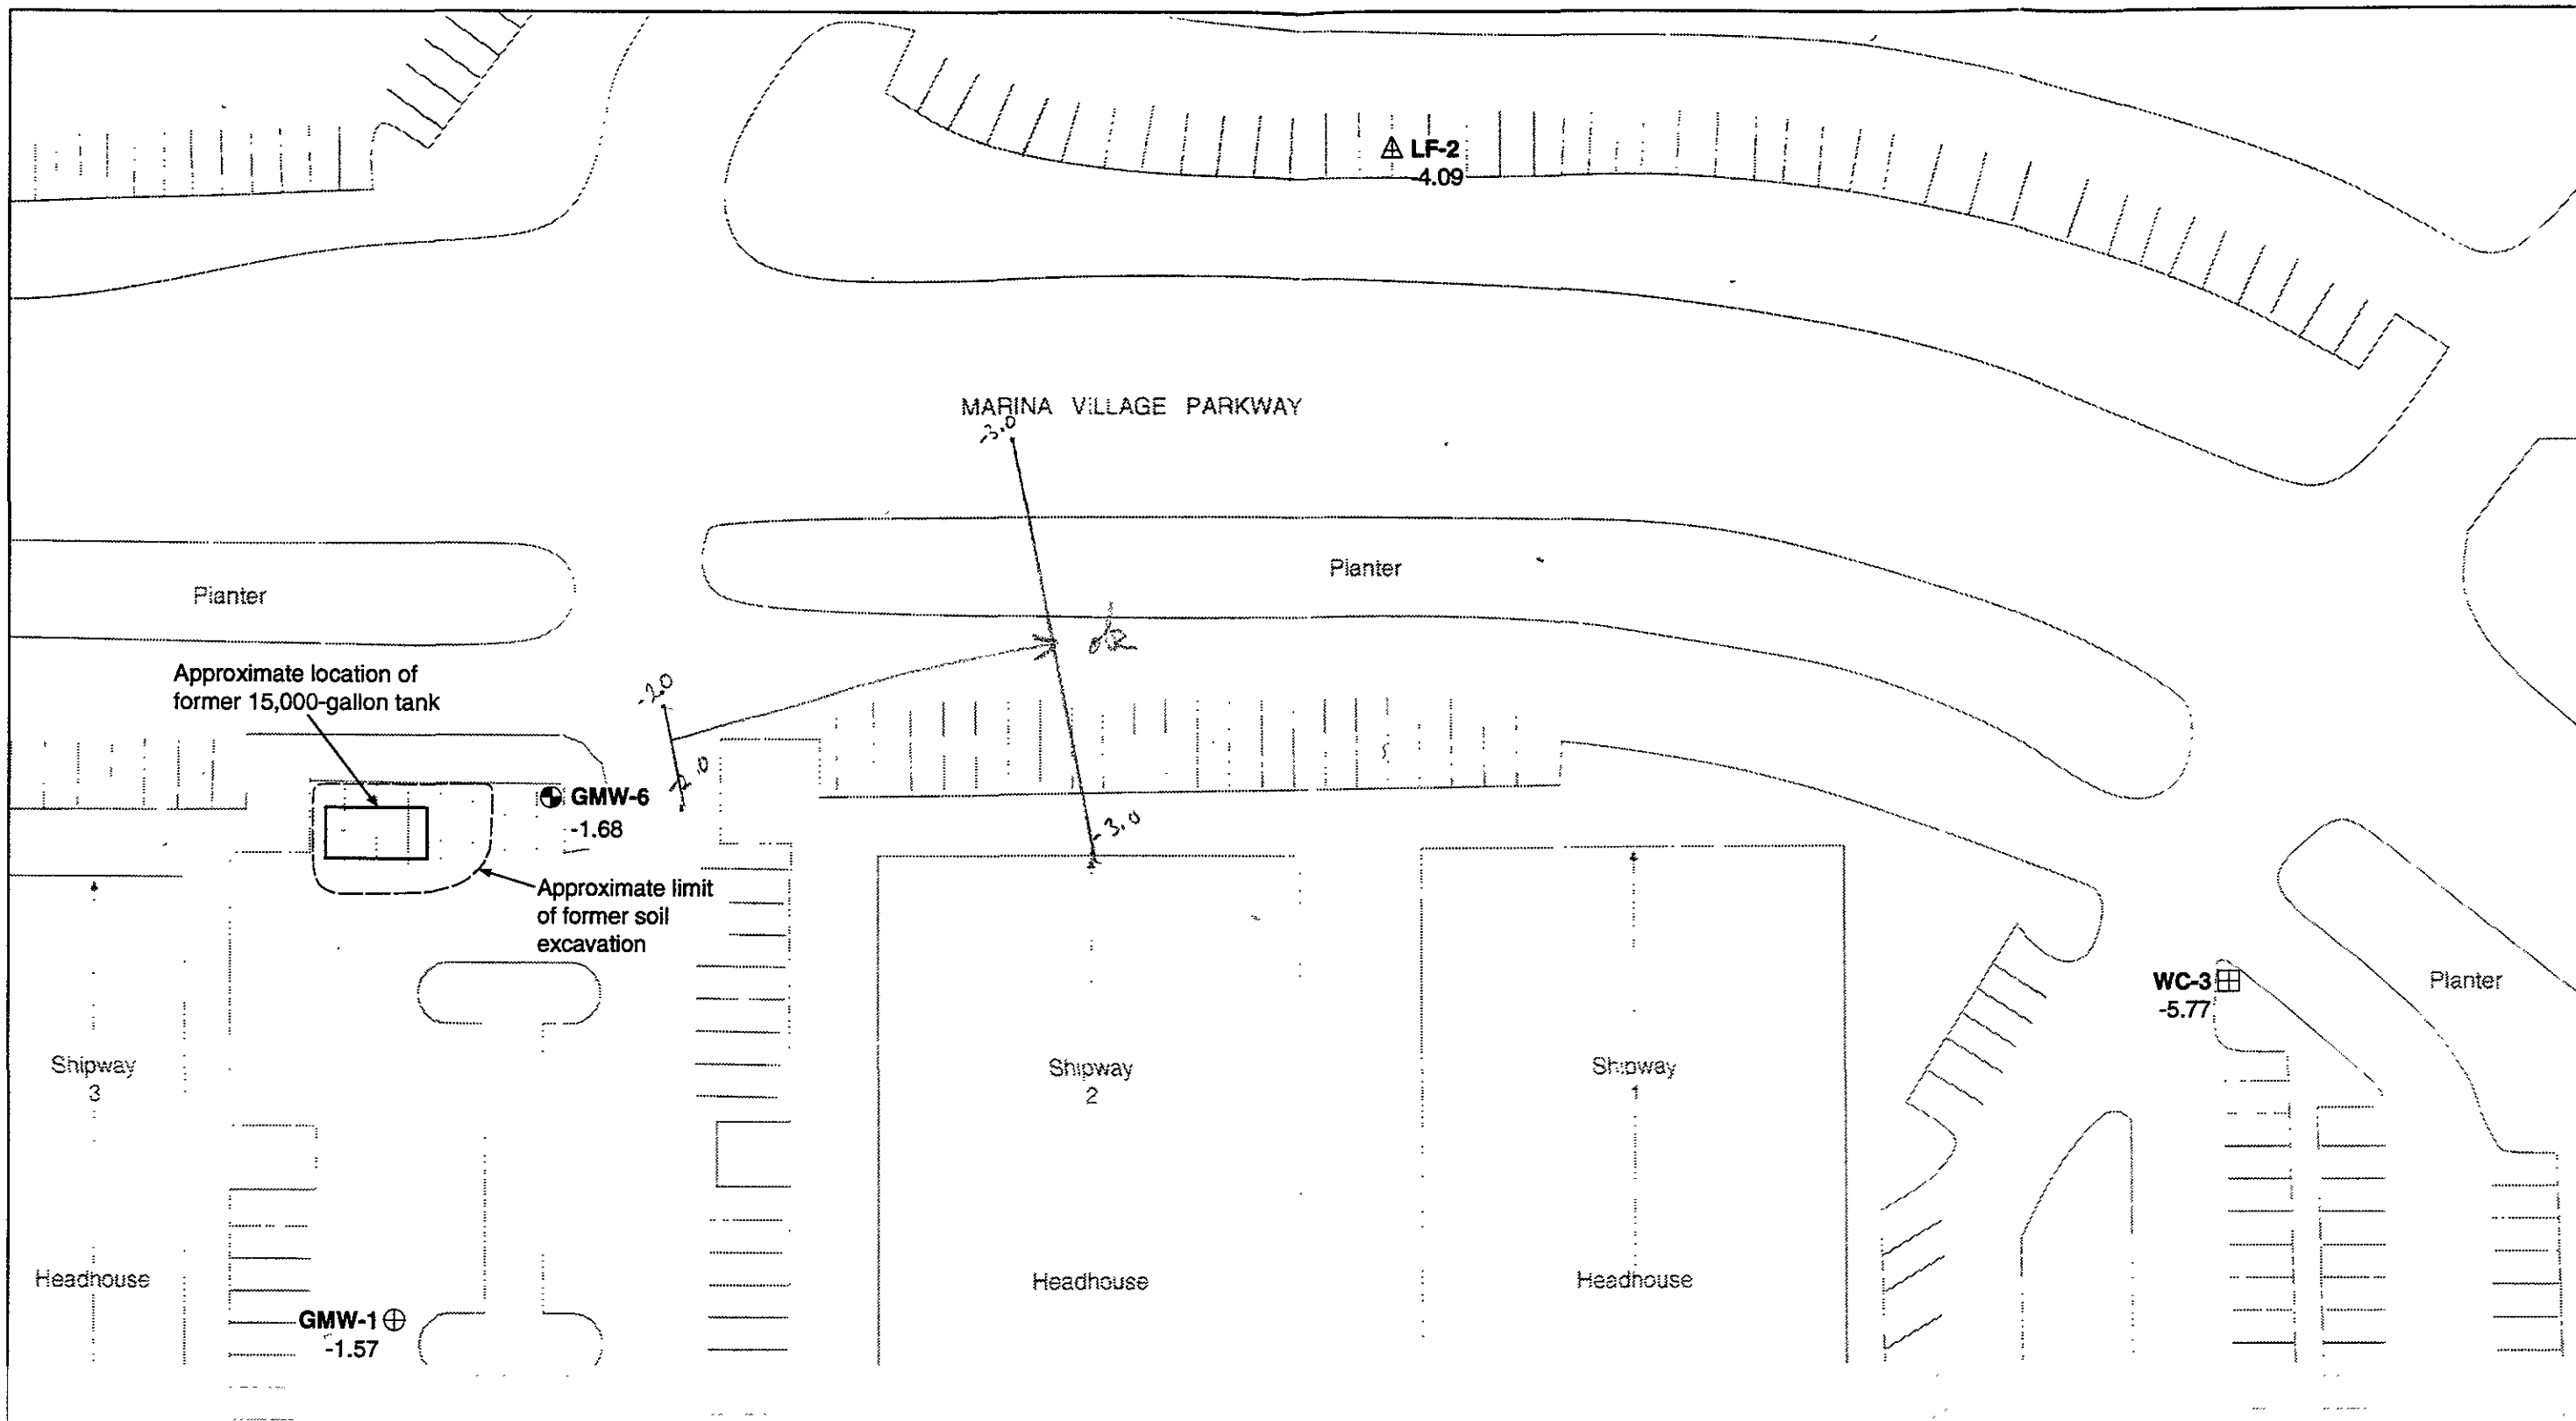 LF-2
-4.09
MARINA VILLAGE PARKWAY
-3.0
Planter
Planter
ok
Approximate location of
former 15,000-gallon tank
-2.0
-2.0
GMW-6
-1.68
-3.0
Approximate limit
of former soil
excavation
WC-3
-5.77
Planter
Shipway
3
Shipway
2
Shipway
1
Headhouse
Headhouse
Headhouse
GMW-1
-1.57